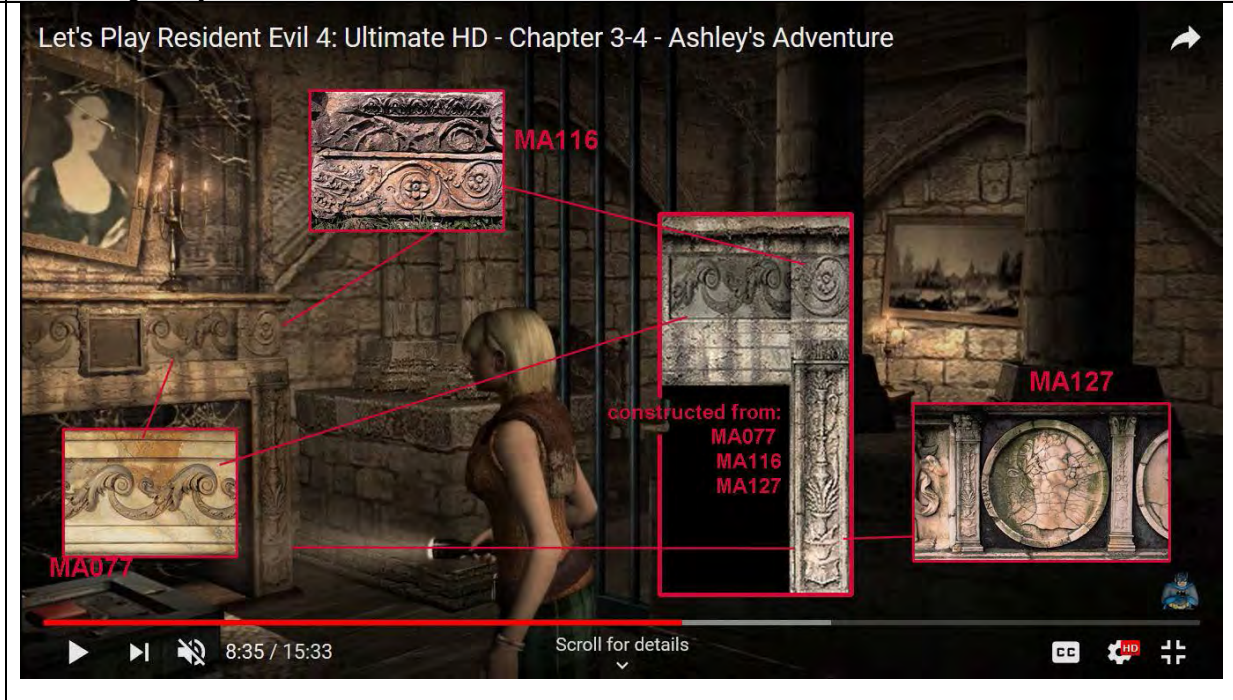 Let's Play Resident Evil 4: Ultimate HD - Chapter 3-4 - Ashley's Adventure
MA116
MA127
constructed from:
MA077
MA116
MA127
MA077
8:35 / 15:33
Scroll for details
CC
HD